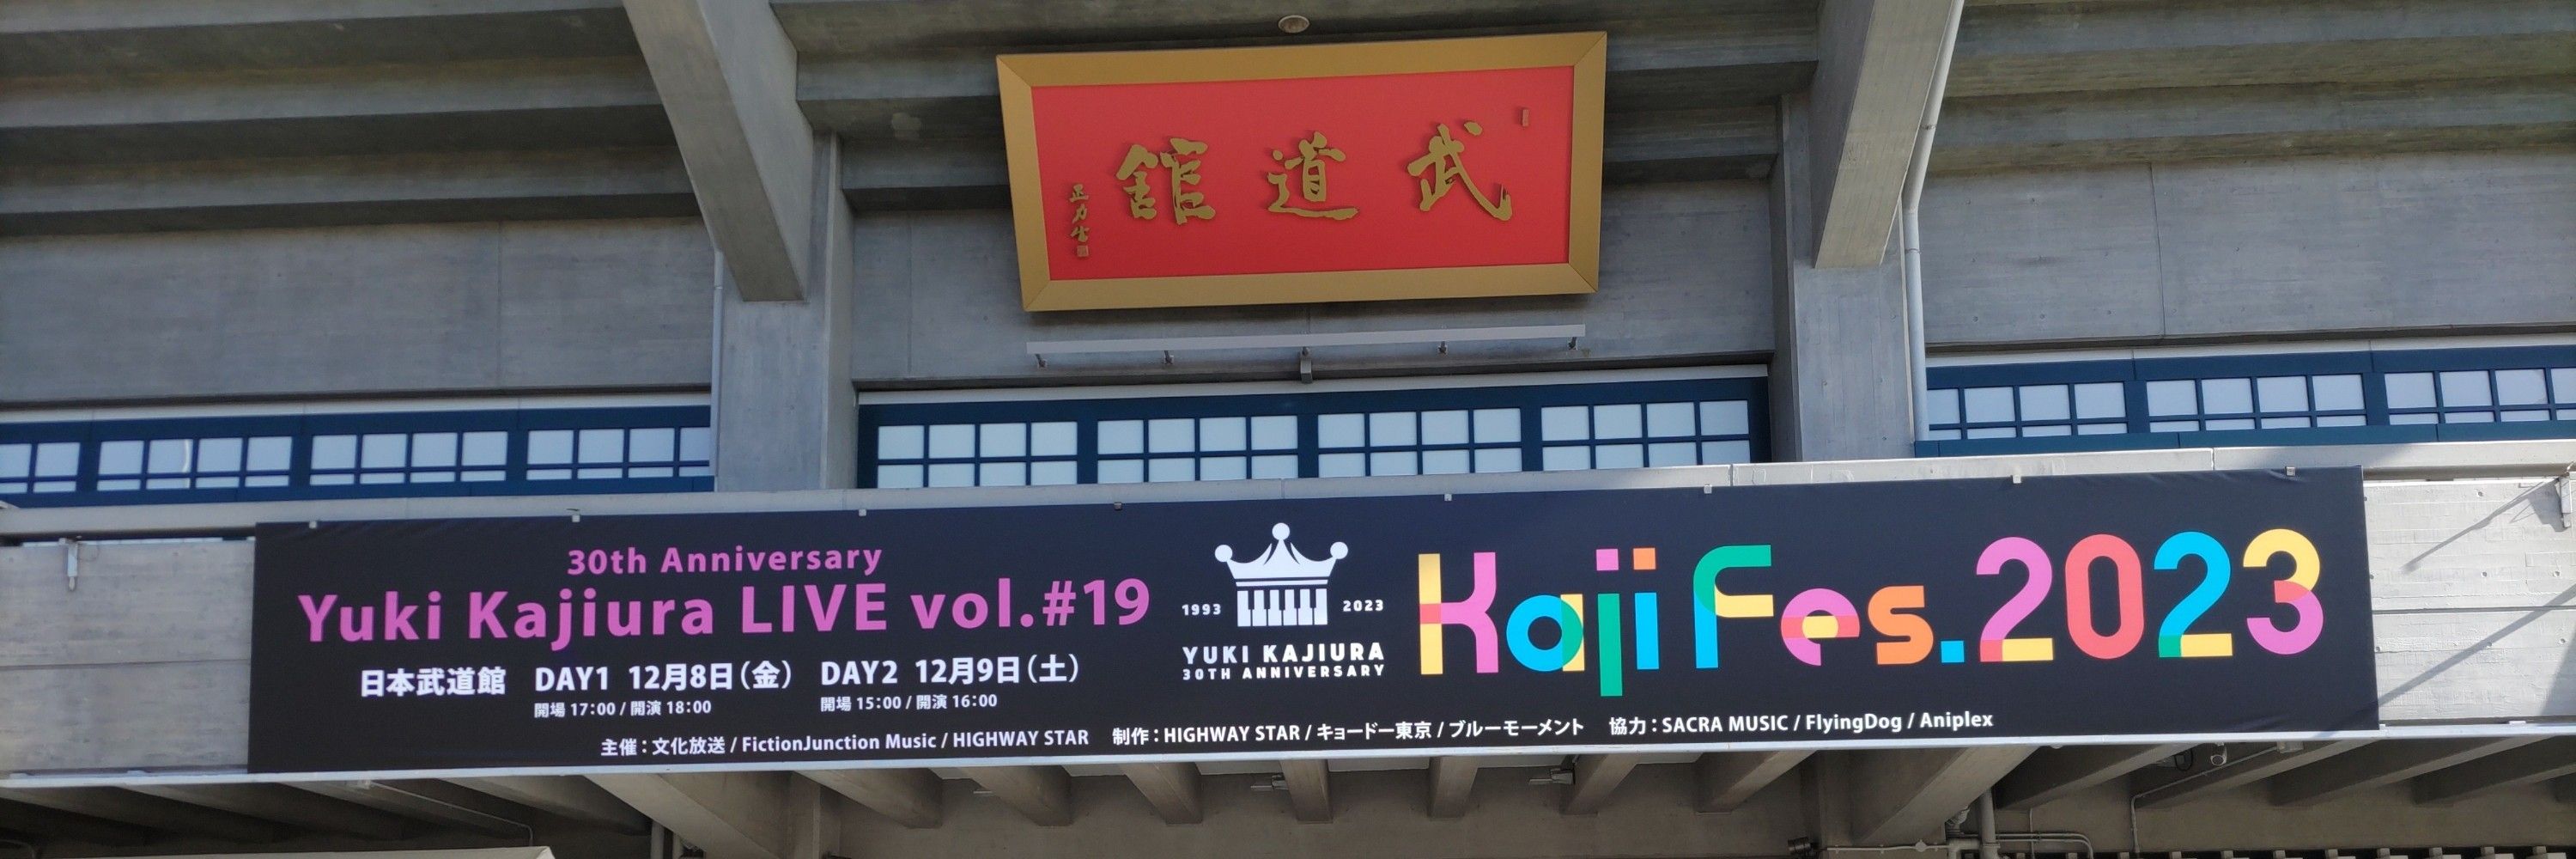 武道館
正力書
30th Anniversary
Yuki Kajiura LIVE vol.#19
日本武道館 DAY1 12月8日(金) DAY2 12月9日(土)
開場 17:00 / 開演 18:00 開場 15:00 / 開演 16:00
1993 2023
YUKI KAJIURA
30TH ANNIVERSARY
Kaji Fes.2023
主催:文化放送 / FictionJunction Music / HIGHWAY STAR 制作:HIGHWAY STAR / キョードー東京 / ブルーモーメント 協力:SACRA MUSIC / FlyingDog / Aniplex